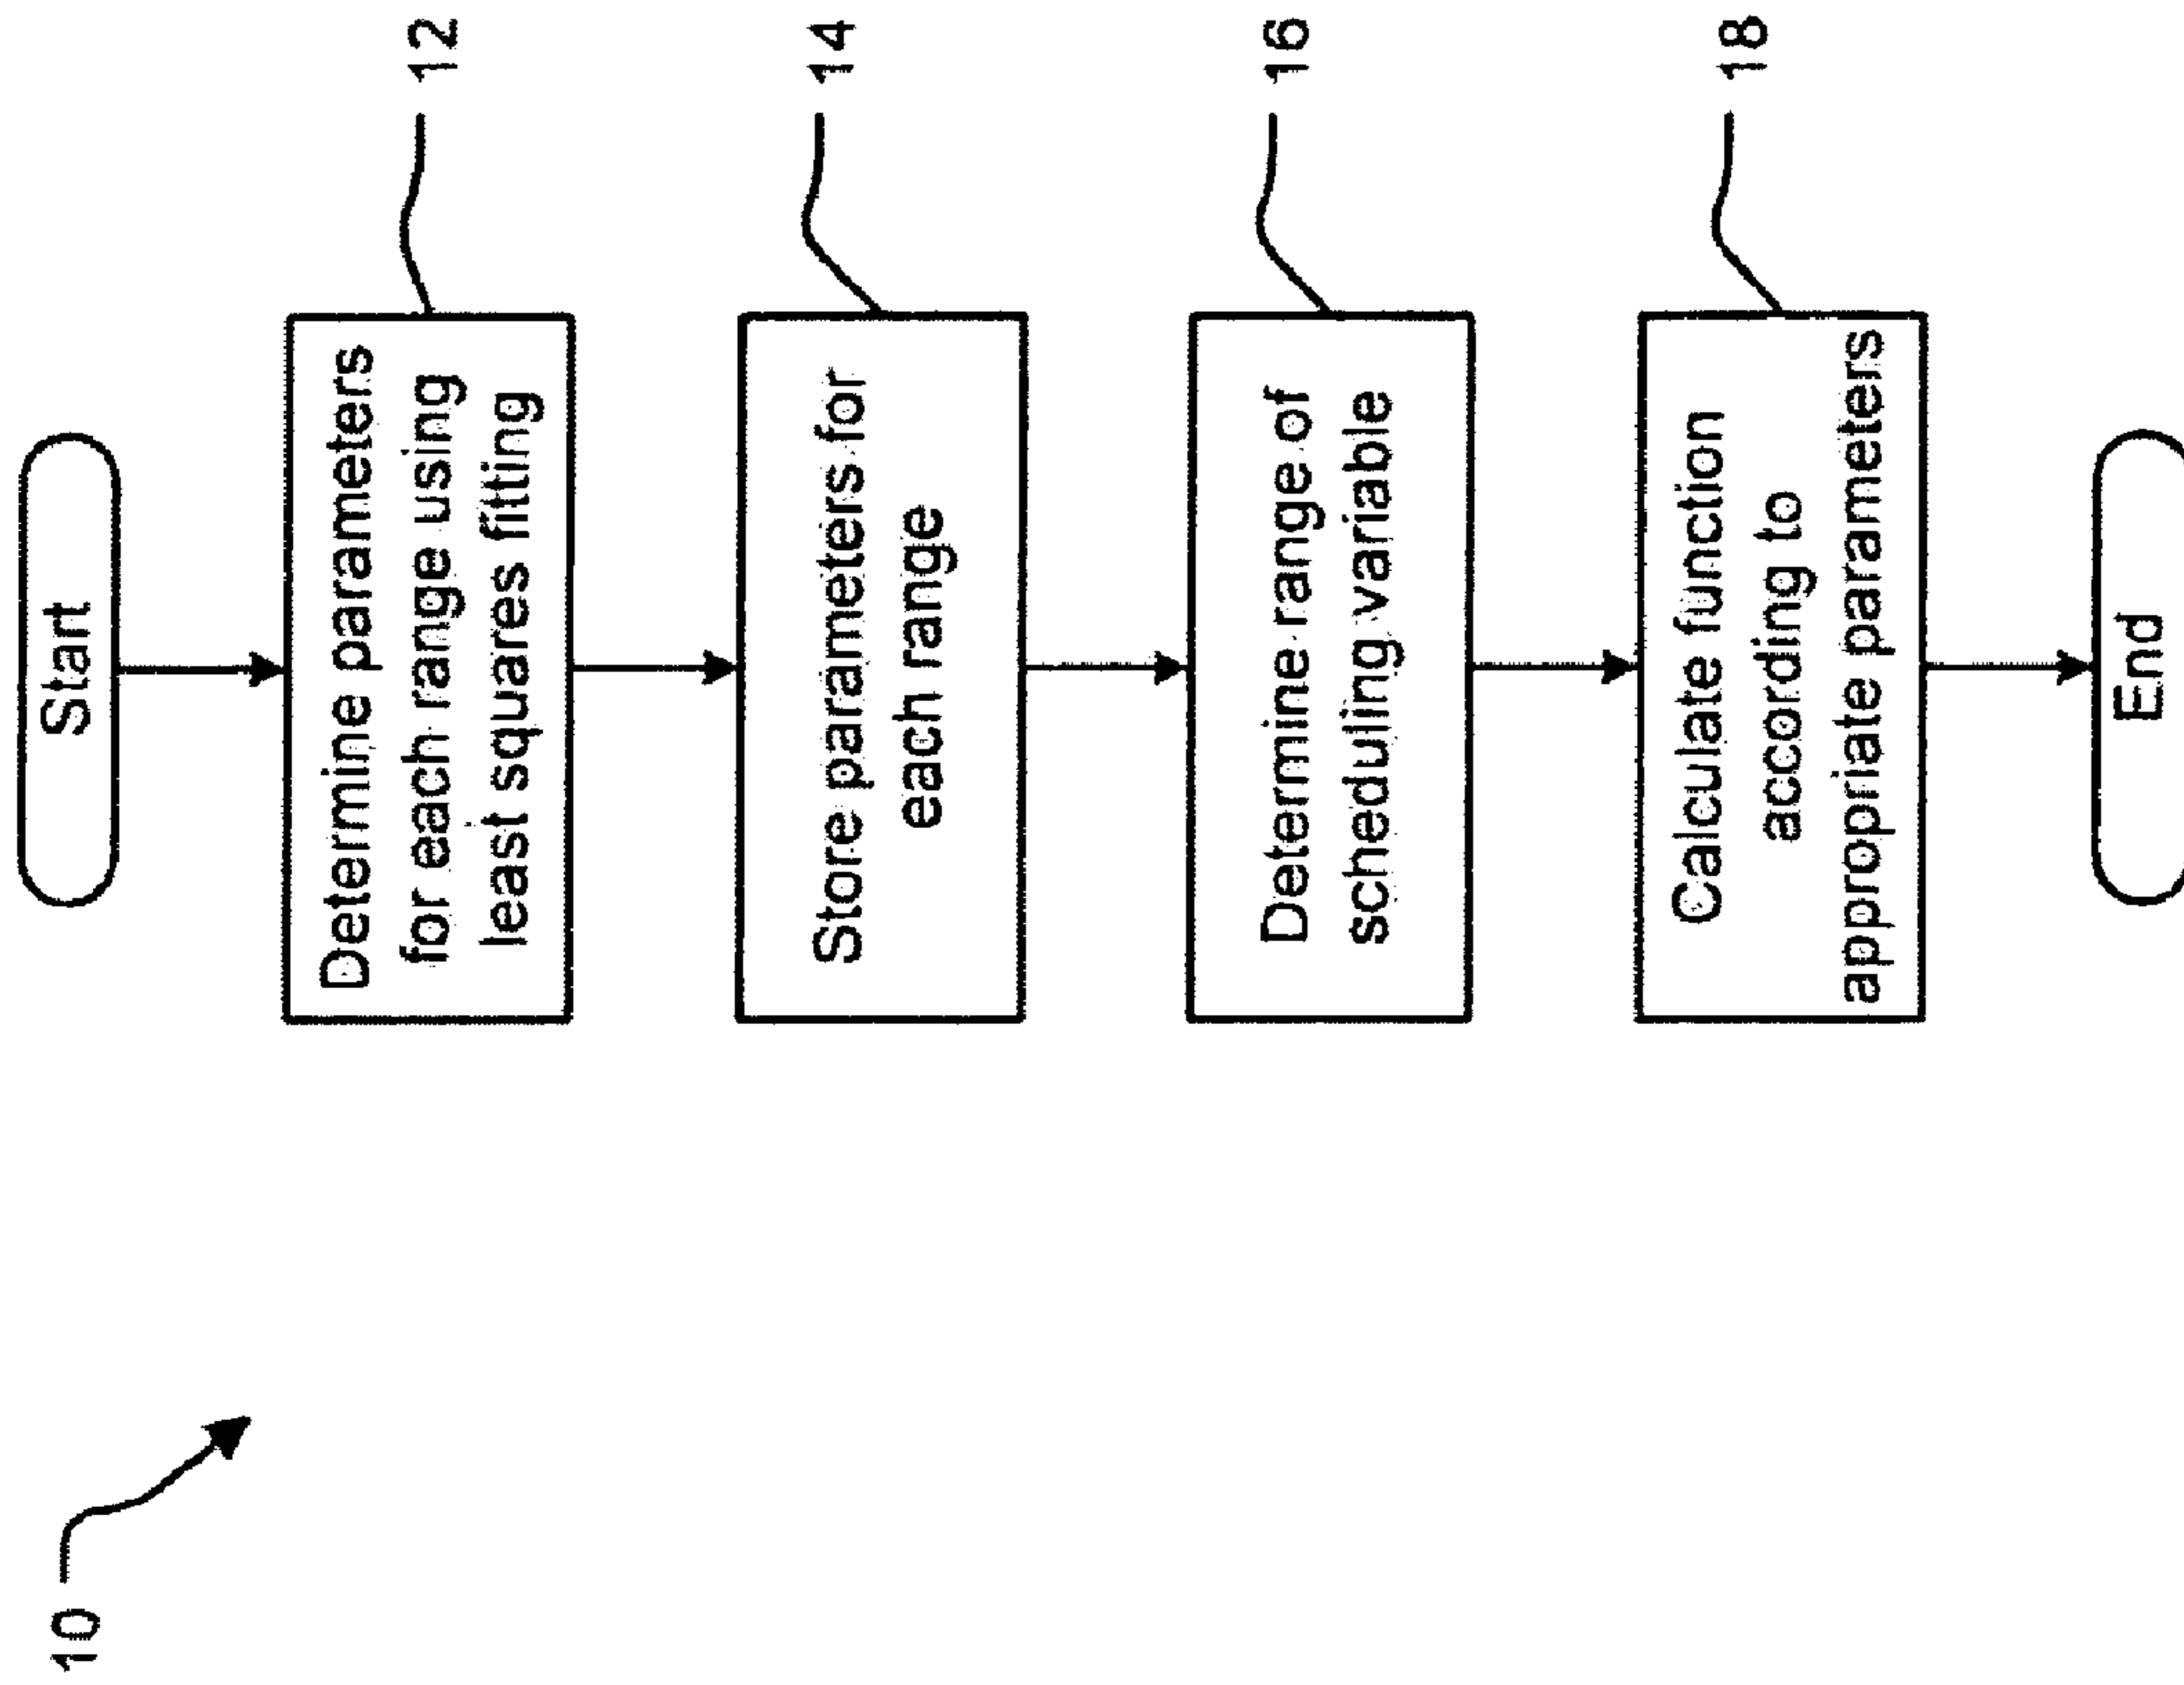 10
Start
Determine parameters
for each range using
least squares fitting
12
Store parameters for
each range
14
Determine range of
scheduling variable
16
Calculate function
according to
appropriate parameters
18
End